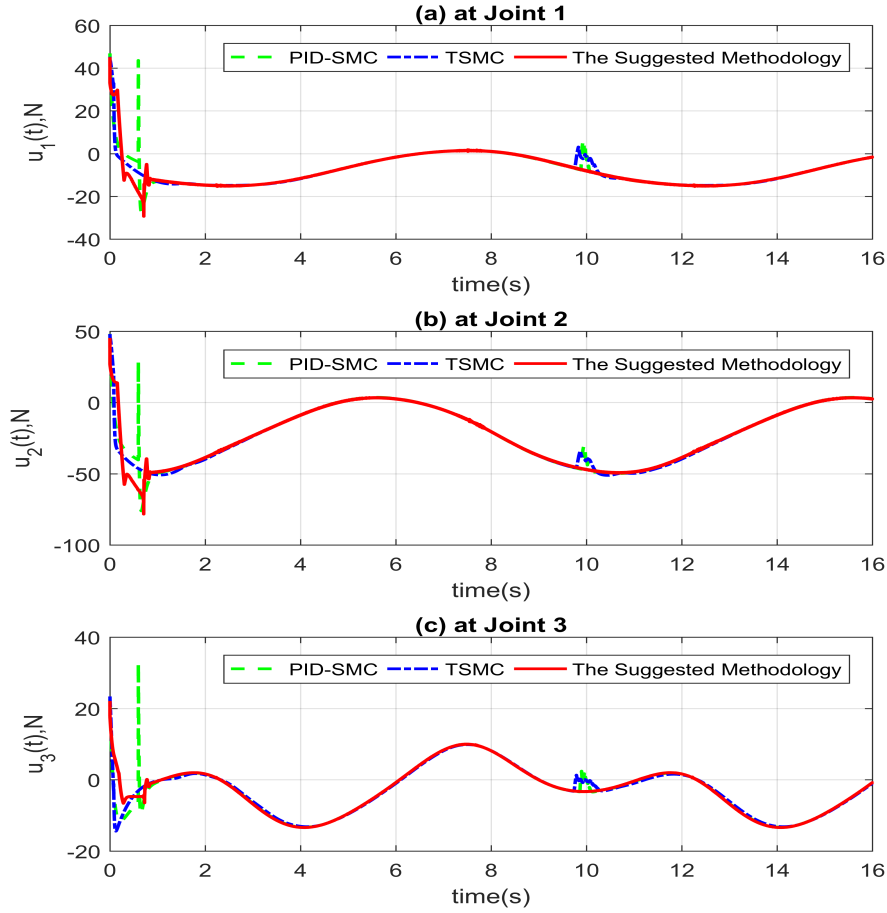 (a) at Joint 1
60
40
20
0
-20
-40
u1(t),N
PID-SMC TSMC The Suggested Methodology
0 2 4 6 8 10 12 14 16
time(s)
(b) at Joint 2
50
0
-50
-100
u2(t),N
PID-SMC TSMC The Suggested Methodology
0 2 4 6 8 10 12 14 16
time(s)
(c) at Joint 3
40
20
0
-20
u3(t),N
PID-SMC TSMC The Suggested Methodology
0 2 4 6 8 10 12 14 16
time(s)